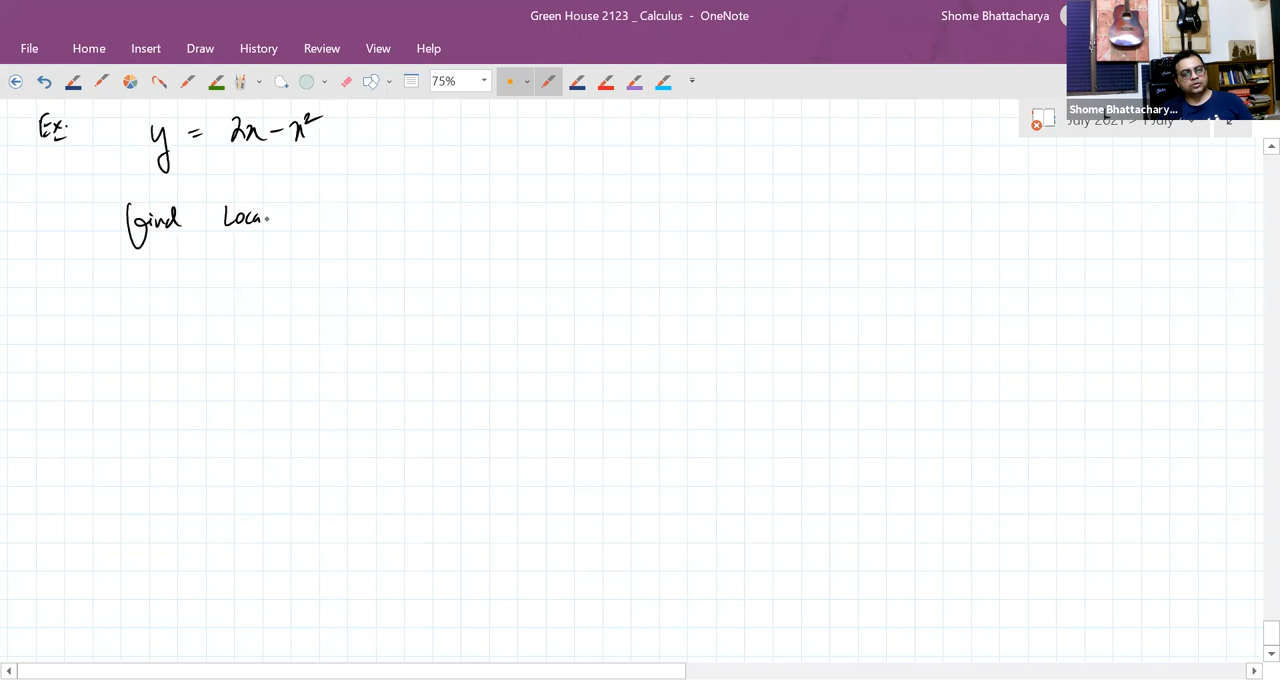 Green House 2123 _ Calculus - OneNote
Shome Bhattacharya
File Home Insert Draw History Review View Help
75%
Shome Bhattachary...
Ex: y = 2x - x²
find Loca